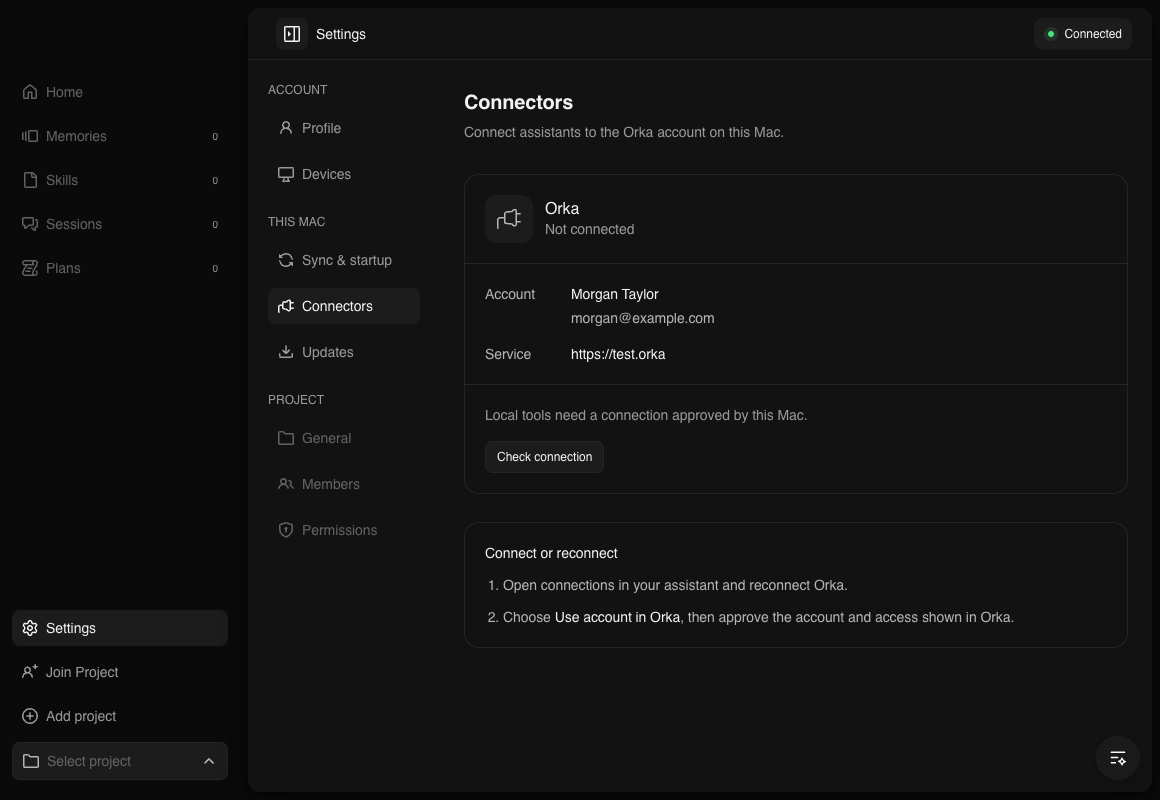 Settings
Connected
Home
Memories 0
Skills 0
Sessions 0
Plans 0
Settings
Join Project
Add project
Select project
ACCOUNT
Profile
Devices
THIS MAC
Sync & startup
Connectors
Updates
PROJECT
General
Members
Permissions
Connectors
Connect assistants to the Orka account on this Mac.
Orka
Not connected
Account Morgan Taylor
morgan@example.com
Service https://test.orka
Local tools need a connection approved by this Mac.
Check connection
Connect or reconnect
1. Open connections in your assistant and reconnect Orka.
2. Choose Use account in Orka, then approve the account and access shown in Orka.